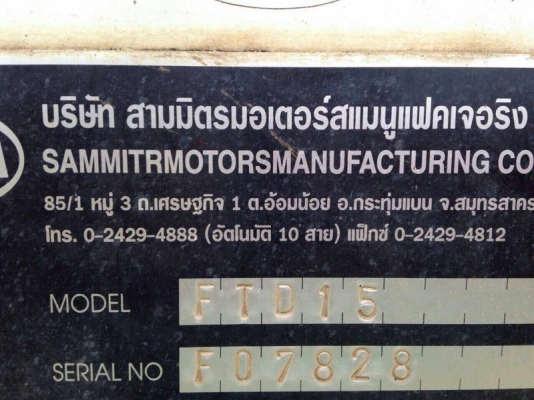 บริษัท สามมิตรมอเตอร์สแมนูแฟคเจอริง
SAMMITRMOTORSMANUFACTURING CO
85/1 หมู่ 3 ถ.เศรษฐกิจ 1 ต.อ้อมน้อย อ.กระทุ่มแบน จ.สมุทรสาคร
โทร. 0-2429-4888 (อัตโนมัติ 10 สาย) แฟ็กซ์ 0-2429-4812
MODEL FTD15
SERIAL NO F07828